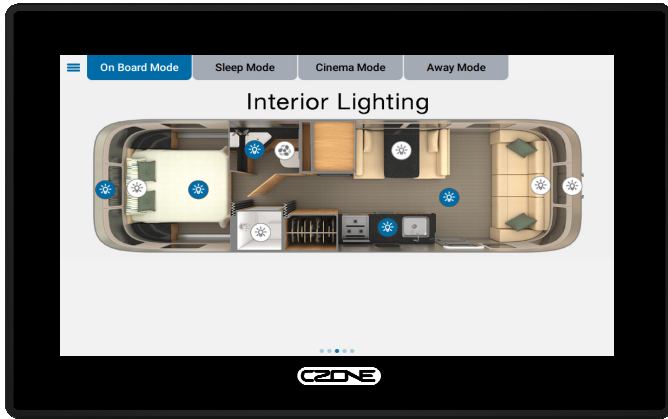 On Board Mode
Sleep Mode
Cinema Mode
Away Mode
Interior Lighting
CZONE